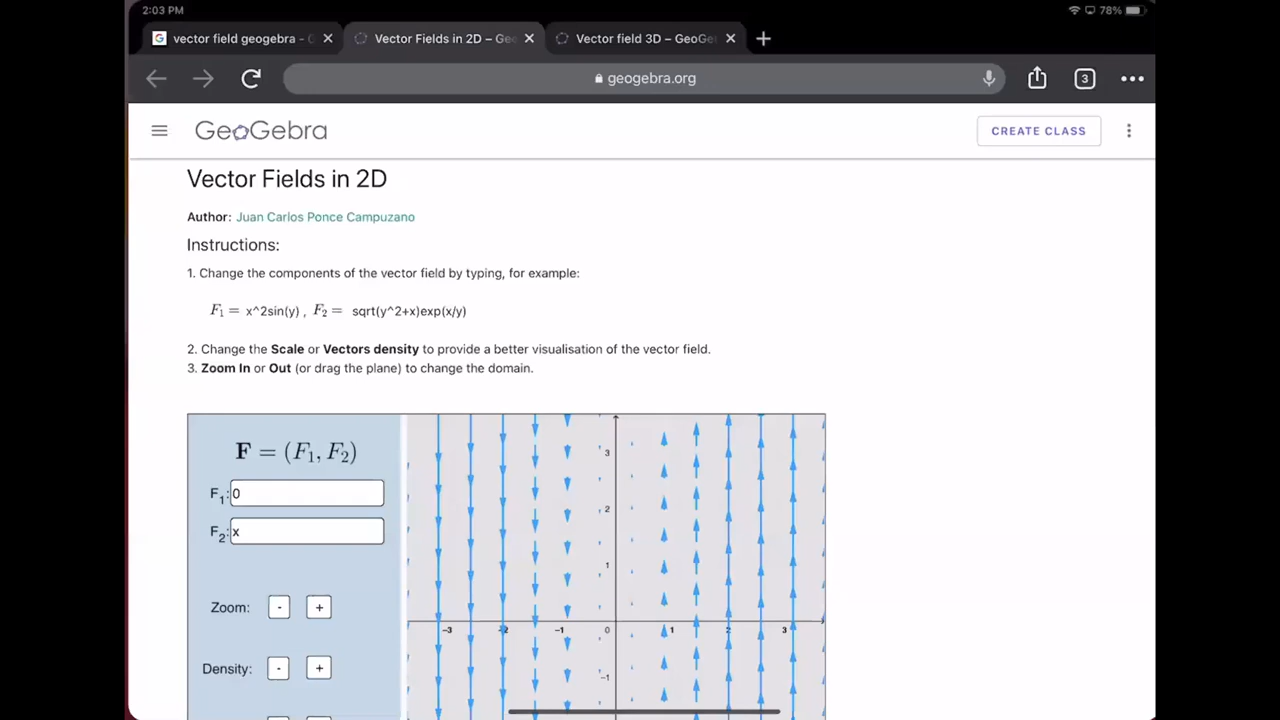 2:03 PM
78%
vector field geogebra -
Vector Fields in 2D – Geo
Vector field 3D – GeoGe
geogebra.org
3
GeoGebra
CREATE CLASS
Vector Fields in 2D
Author: Juan Carlos Ponce Campuzano
Instructions:
1. Change the components of the vector field by typing, for example:
F₁ = x^2sin(y) , F₂ = sqrt(y^2+x)exp(x/y)
2. Change the Scale or Vectors density to provide a better visualisation of the vector field.
3. Zoom In or Out (or drag the plane) to change the domain.
F = (F₁, F₂)
F₁: 0
F₂: x
Zoom: - +
Density: - +
3
2
1
-3 -2 -1 0 1 2 3
-1